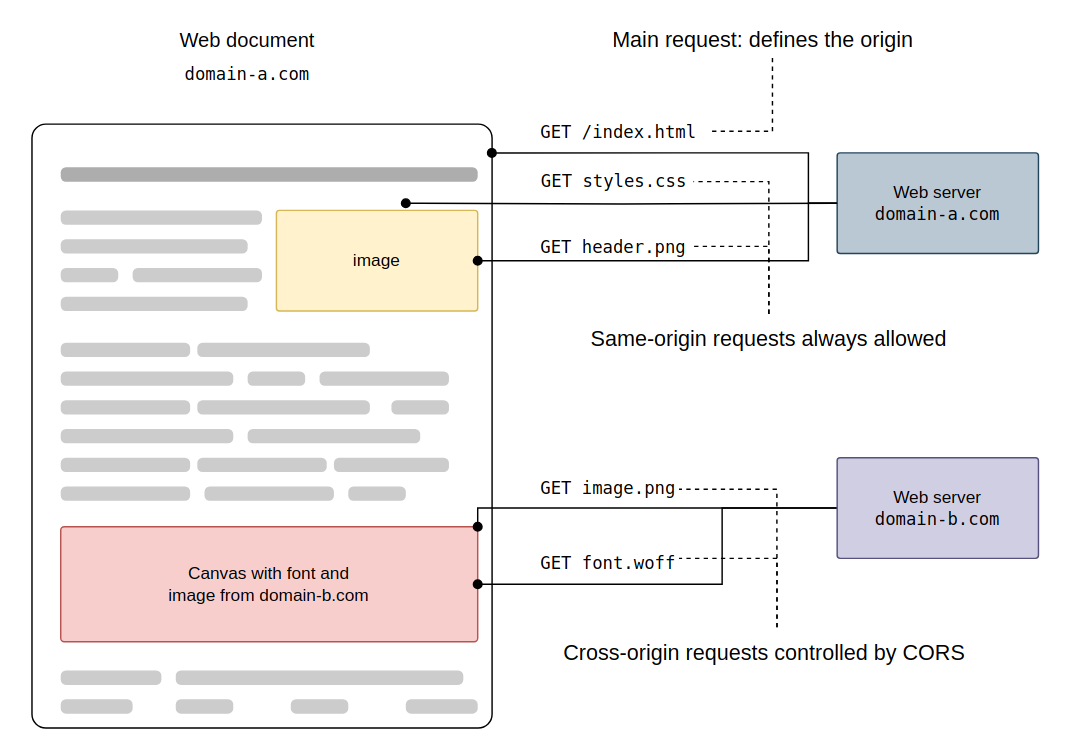 Web document
domain-a.com
Main request: defines the origin
GET /index.html
GET styles.css
Web server
domain-a.com
GET header.png
image
Same-origin requests always allowed
GET image.png
Web server
domain-b.com
GET font.woff
Canvas with font and
image from domain-b.com
Cross-origin requests controlled by CORS